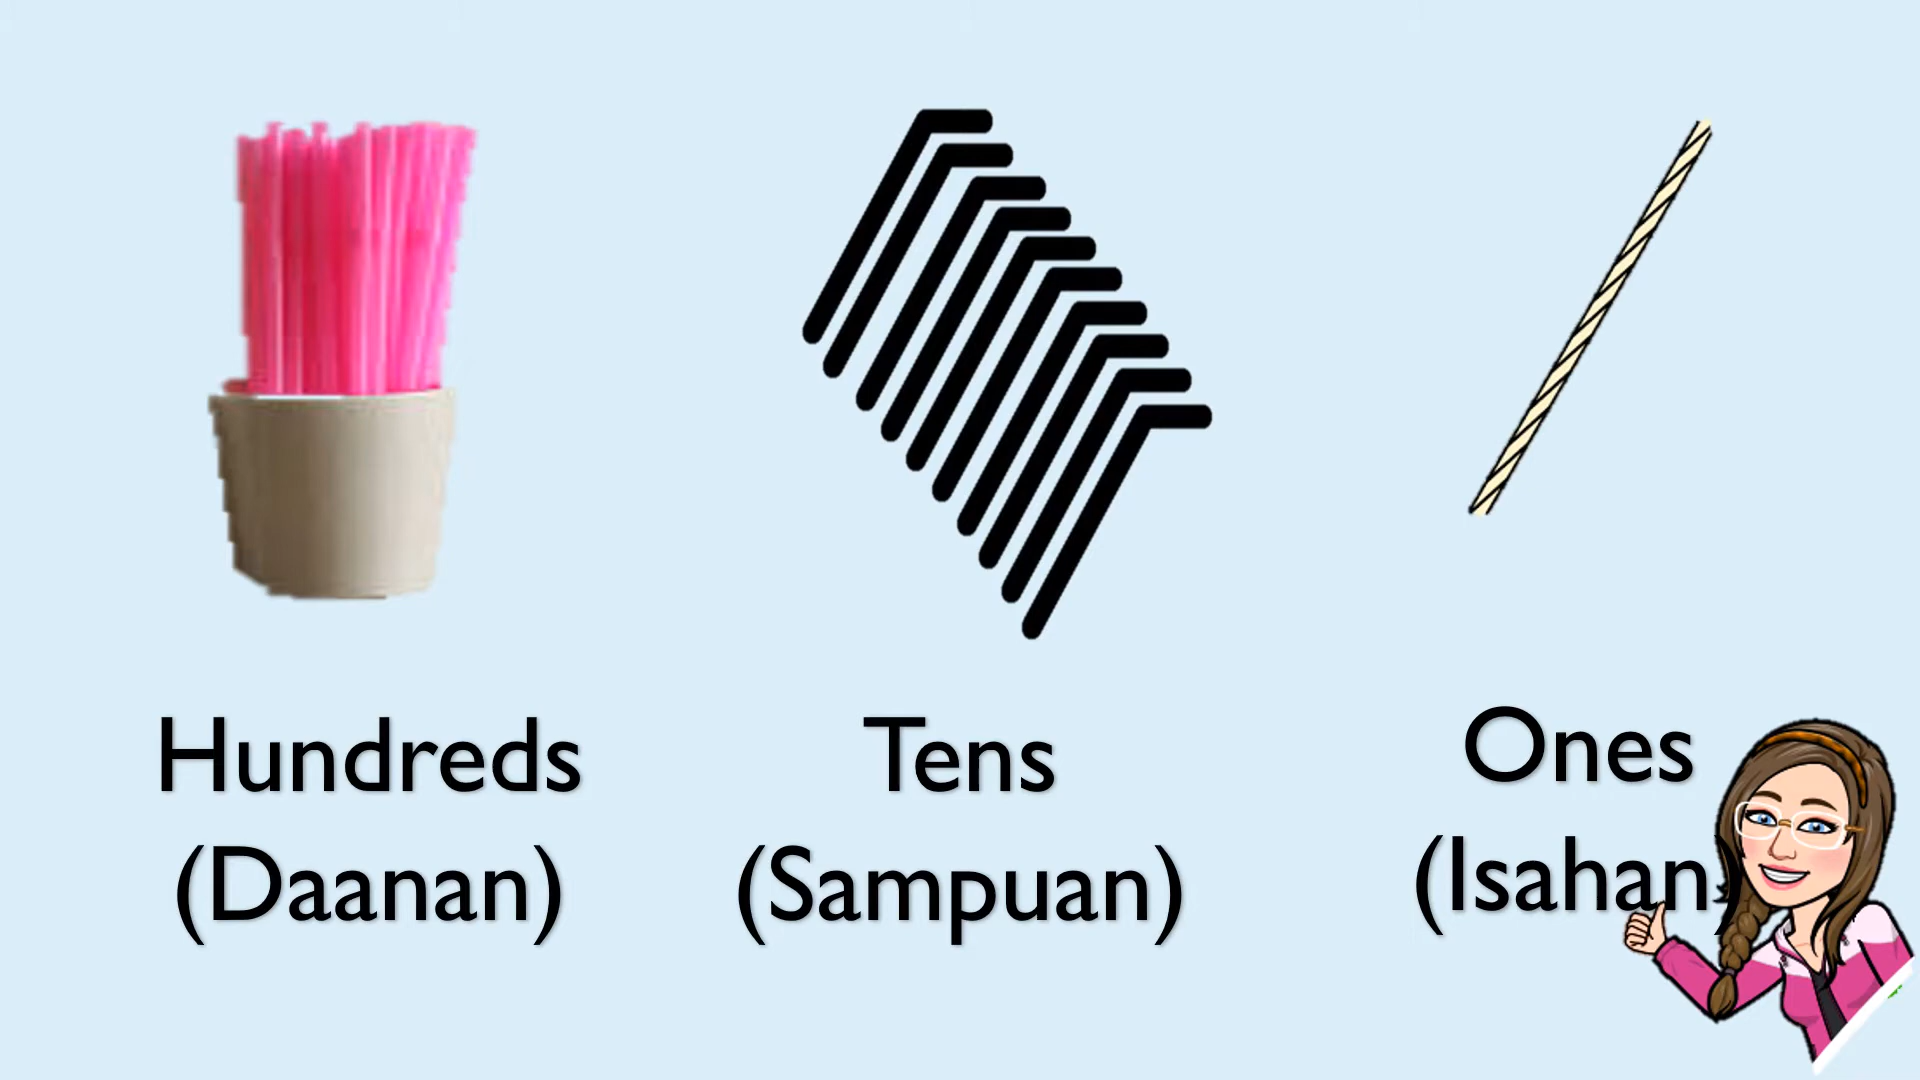 Hundreds
(Daanan)
Tens
(Sampuan)
Ones
(Isahan)